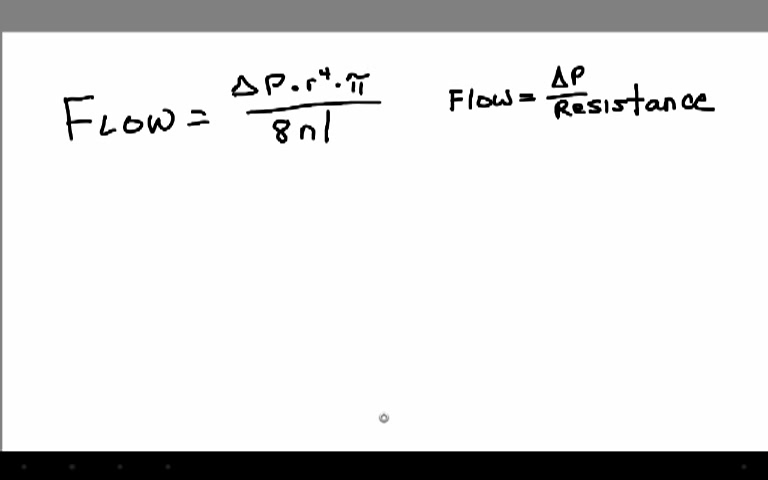 FLOW = ΔP · r⁴ · π / 8nl
Flow = ΔP / Resistance